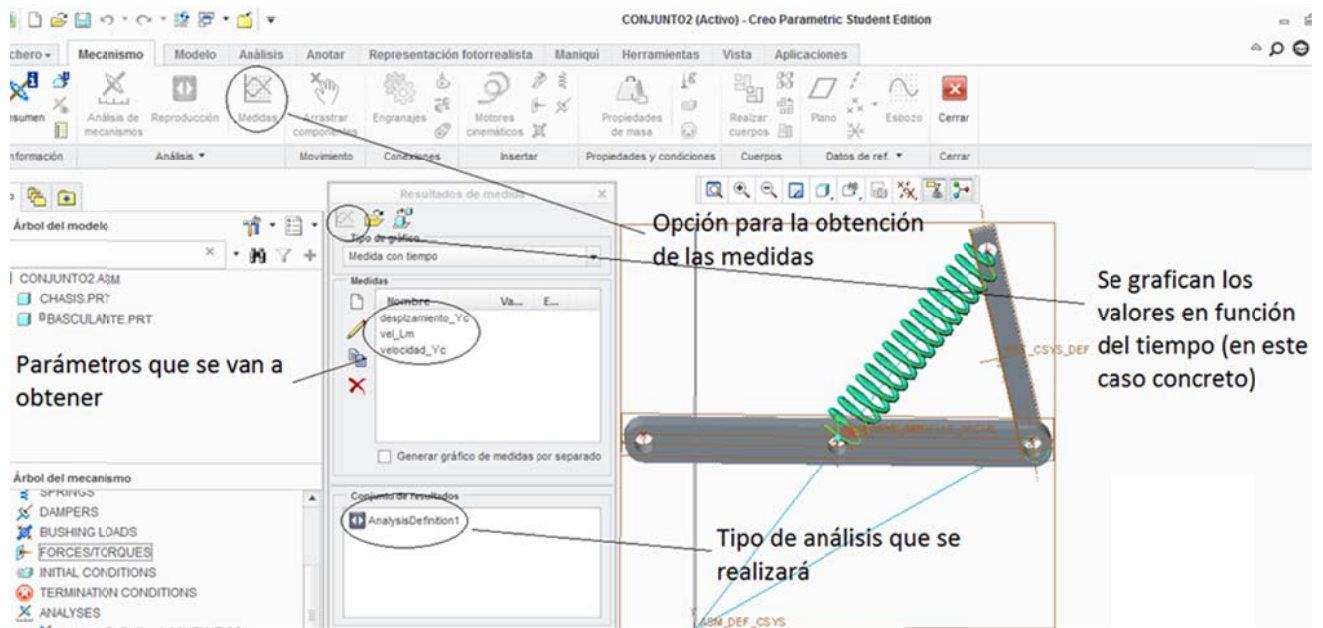 CONJUNTO2 (Activo) - Creo Parametric Student Edition
chero
Mecanismo
Modelo
Análisis
Anotar
Representación fotorrealista
Maniquí
Herramientas
Vista
Aplicaciones
sumen
Análisis de mecanismos
Reproducción
Medidas
Arrastrar componentes
Engranajes
Motores cinemáticos
Propiedades de masa
Realzar cuerpos
Plano
Esbozo
Cerrar
nformación
Análisis
Movimiento
Conexiones
Insertar
Propiedades y condiciones
Cuerpos
Datos de ref.
Cerrar
Árbol del modelo
CONJUNTO2.ASM
CHASIS.PRT
BASCULANTE.PRT
Parámetros que se van a
obtener
Árbol del mecanismo
SPRINGS
DAMPERS
BUSHING LOADS
FORCES/TORQUES
INITIAL CONDITIONS
TERMINATION CONDITIONS
ANALYSES
Resultados de medida
Tipo de gráfico
Medida con tiempo
Medidas
Nombre Va... E...
desplzamiento_Yc
vel_Lm
velocidad_Yc
Generar gráfico de medidas por separado
Conjunto de resultados
AnalysisDefinition1
Opción para la obtención
de las medidas
Se grafican los
valores en función
del tiempo (en este
caso concreto)
Tipo de análisis que se
realizará
CSYS_DEF
ASM_DEF_CSYS